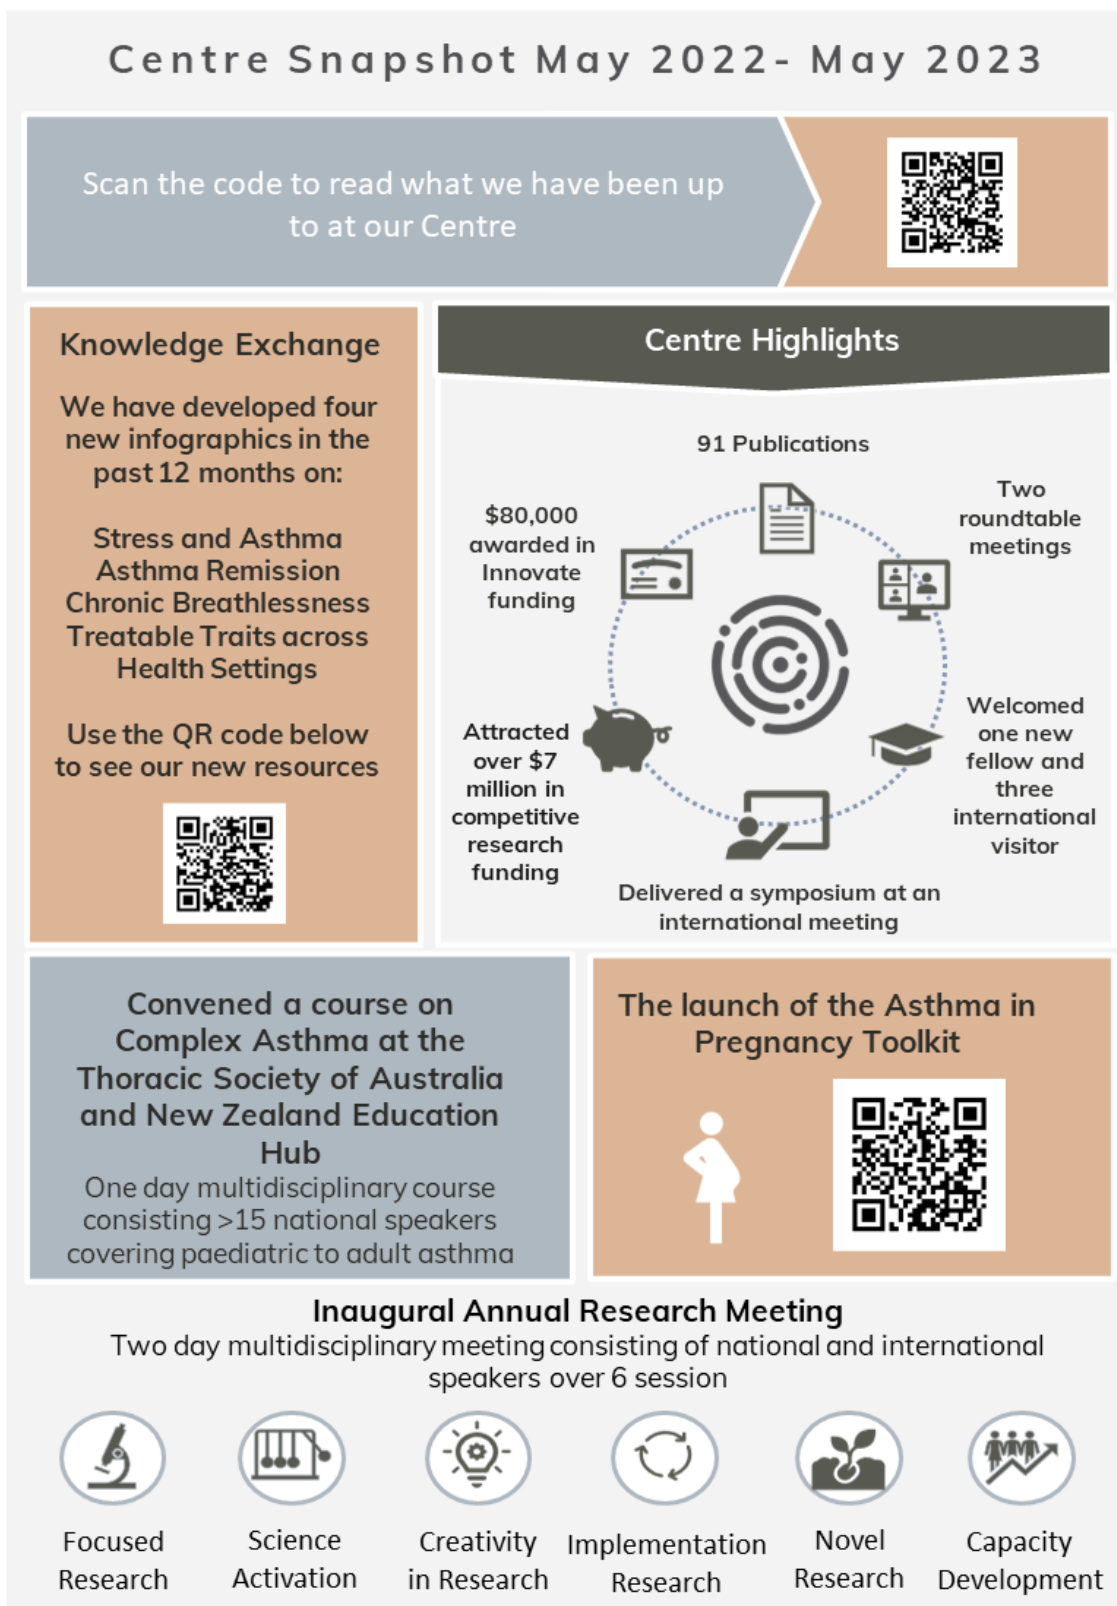 Centre Snapshot May 2022- May 2023
Scan the code to read what we have been up
to at our Centre
Knowledge Exchange
We have developed four
new infographics in the
past 12 months on:
Stress and Asthma
Asthma Remission
Chronic Breathlessness
Treatable Traits across
Health Settings
Use the QR code below
to see our new resources
Centre Highlights
91 Publications
Two
roundtable
meetings
Welcomed
one new
fellow and
three
international
visitor
Delivered a symposium at an
international meeting
Attracted
over $7
million in
competitive
research
funding
$80,000
awarded in
Innovate
funding
Convened a course on
Complex Asthma at the
Thoracic Society of Australia
and New Zealand Education
Hub
One day multidisciplinary course
consisting >15 national speakers
covering paediatric to adult asthma
The launch of the Asthma in
Pregnancy Toolkit
Inaugural Annual Research Meeting
Two day multidisciplinary meeting consisting of national and international
speakers over 6 session
Focused
Research
Science
Activation
Creativity
in Research
Implementation
Research
Novel
Research
Capacity
Development